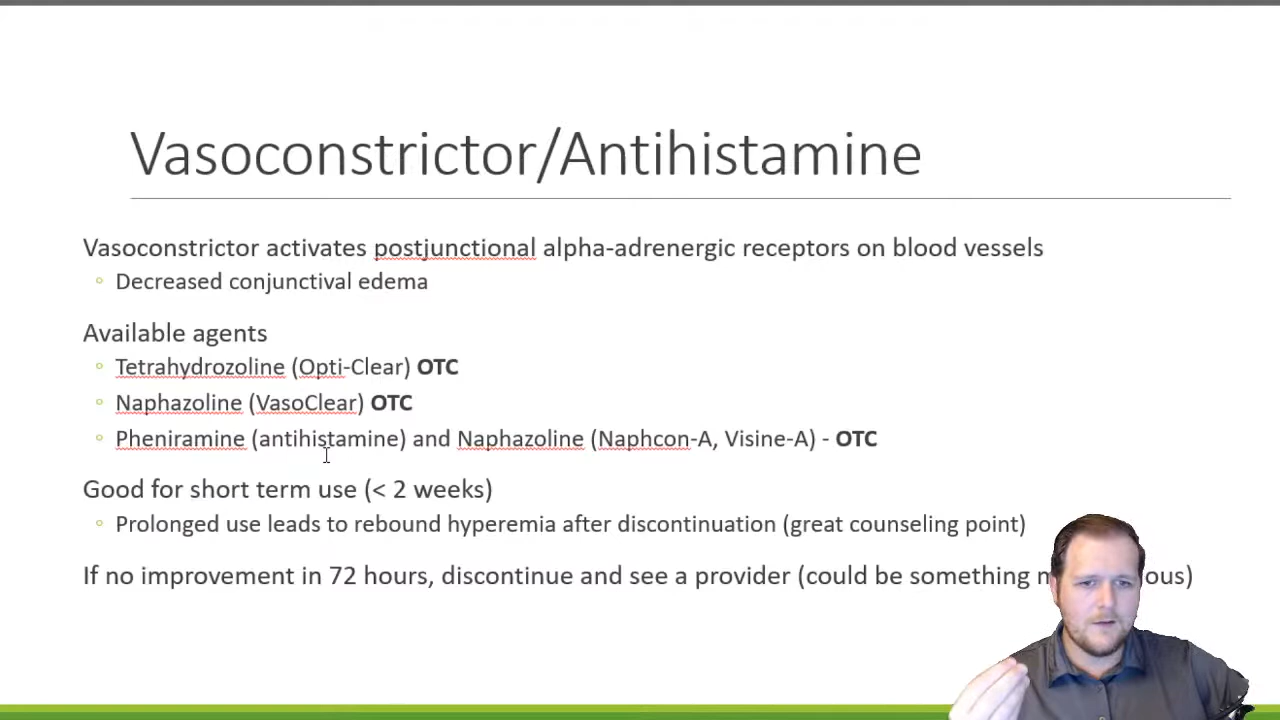 Vasoconstrictor/Antihistamine
Vasoconstrictor activates postjunctional alpha-adrenergic receptors on blood vessels
Decreased conjunctival edema
Available agents
Tetrahydrozoline (Opti-Clear) OTC
Naphazoline (VasoClear) OTC
Pheniramine (antihistamine) and Naphazoline (Naphcon-A, Visine-A) - OTC
Good for short term use (< 2 weeks)
Prolonged use leads to rebound hyperemia after discontinuation (great counseling point)
If no improvement in 72 hours, discontinue and see a provider (could be something